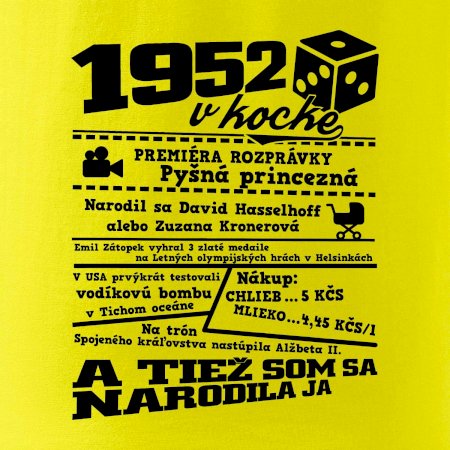 1952
v kocke
PREMIÉRA ROZPRÁVKY
Pyšná princezná
Narodil sa David Hasselhoff
alebo Zuzana Kronerová
Emil Zátopek vyhral 3 zlaté medaile
na Letných olympijských hrách v Helsinkách
V USA prvýkrát testovali
vodíkovú bombu
v Tichom oceáne
Nákup:
CHLIEB...5 KČS
MLIEKO...4,45 KČS/l
Na trón
Spojeného kráľovstva nastúpila Alžbeta II.
A TIEŽ SOM SA
NARODILA JA